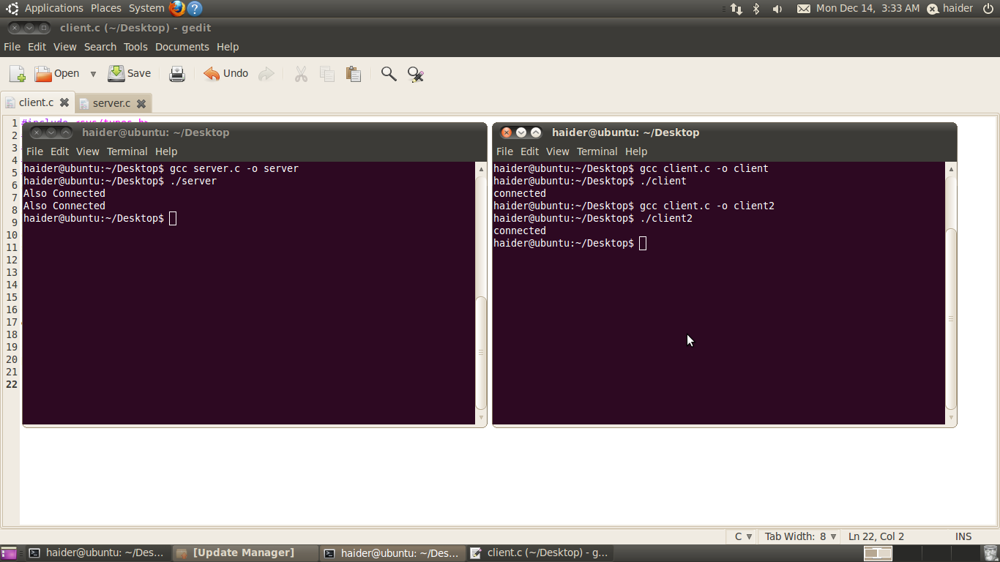 Applications Places System Mon Dec 14, 3:33 AM haider
client.c (~/Desktop) - gedit
File Edit View Search Tools Documents Help
Open Save Undo
client.c server.c
1 #include <sys/types.h>
2
3
4
5
6
7
8
9
10
11
12
13
14
15
16
17
18
19
20
21
22
haider@ubuntu: ~/Desktop
File Edit View Terminal Help
haider@ubuntu:~/Desktop$ gcc server.c -o server
haider@ubuntu:~/Desktop$ ./server
Also Connected
Also Connected
haider@ubuntu:~/Desktop$
haider@ubuntu: ~/Desktop
File Edit View Terminal Help
haider@ubuntu:~/Desktop$ gcc client.c -o client
haider@ubuntu:~/Desktop$ ./client
connected
haider@ubuntu:~/Desktop$ gcc client.c -o client2
haider@ubuntu:~/Desktop$ ./client2
connected
haider@ubuntu:~/Desktop$
C Tab Width: 8 Ln 22, Col 2 INS
haider@ubuntu: ~/Des... [Update Manager] haider@ubuntu: ~/Des... client.c (~/Desktop) - g...